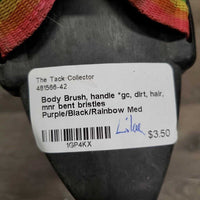 The Tack Collector
481566-42
Body Brush, handle *gc, dirt, hair,
mnr bent bristles
Purple/Black/Rainbow Med
1GP4KX
$3.50